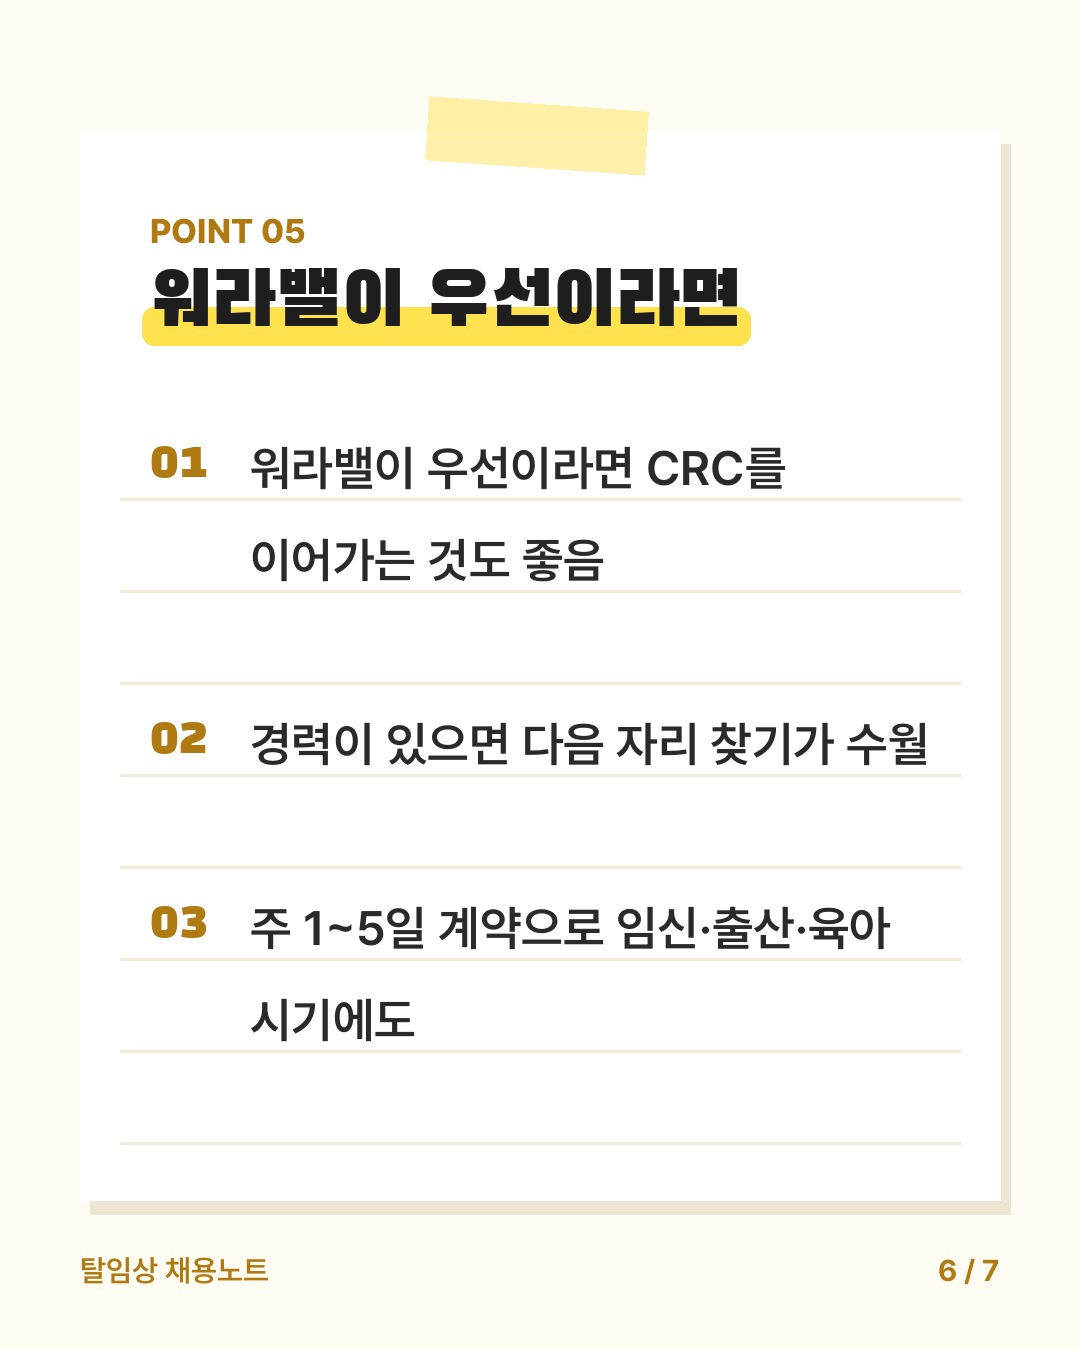 POINT 05
워라밸이 우선이라면
01 워라밸이 우선이라면 CRC를
이어가는 것도 좋음
02 경력이 있으면 다음 자리 찾기가 수월
03 주 1~5일 계약으로 임신·출산·육아
시기에도
탈임상 채용노트
6 / 7